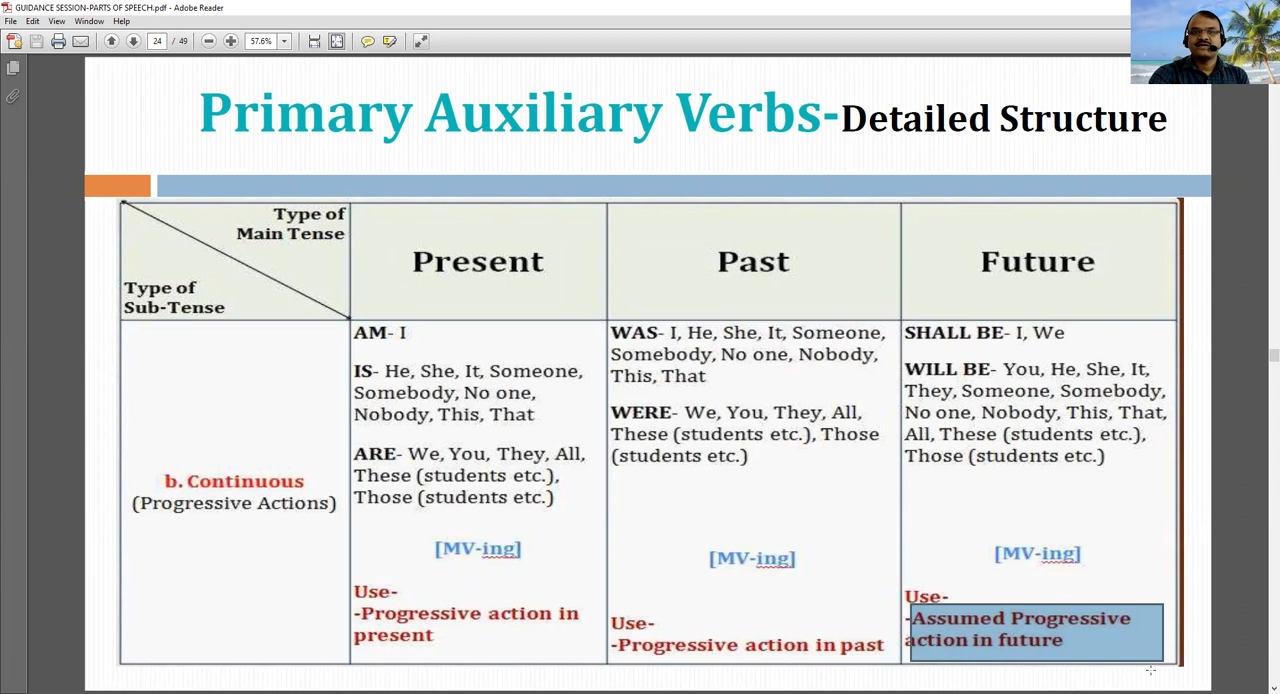 GUIDANCE SESSION-PARTS OF SPEECH.pdf - Adobe Reader
File Edit View Window Help
24 / 49 57.6%
Primary Auxiliary Verbs-Detailed Structure
Type of
Main Tense
Type of
Sub-Tense
Present
Past
Future
b. Continuous
(Progressive Actions)
AM- I
IS- He, She, It, Someone,
Somebody, No one,
Nobody, This, That
ARE- We, You, They, All,
These (students etc.),
Those (students etc.)
[MV-ing]
Use-
-Progressive action in
present
WAS- I, He, She, It, Someone,
Somebody, No one, Nobody,
This, That
WERE- We, You, They, All,
These (students etc.), Those
(students etc.)
[MV-ing]
Use-
-Progressive action in past
SHALL BE- I, We
WILL BE- You, He, She, It,
They, Someone, Somebody,
No one, Nobody, This, That,
All, These (students etc.),
Those (students etc.)
[MV-ing]
Use-
-Assumed Progressive
action in future